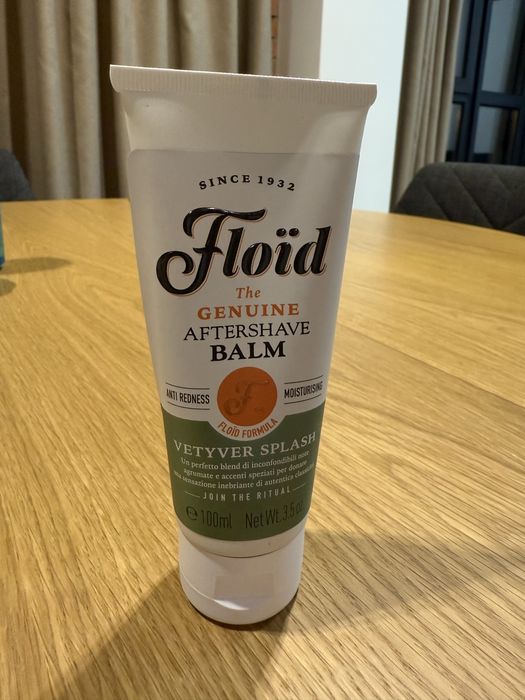 SINCE 1932
Floïd
The
GENUINE
AFTERSHAVE
BALM
ANTI REDNESS
MOISTURISING
F
FLOÏD FORMULA
VETYVER SPLASH
Un perfetto blend di inconfondibili note
agrumate e accenti speziati per donare
una sensazione inebriante di autentica
JOIN THE RITUAL
℮ 100ml Net Wt. 3.5 oz